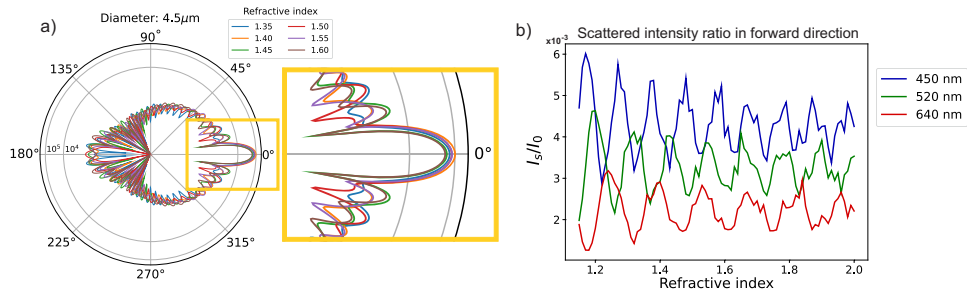 a)
Diameter: 4.5μm
Refractive index
1.35 1.50
1.40 1.55
1.45 1.60
90°
135° 45°
180° 10⁵ 10⁴ 0°
225° 315°
270°
0°
b)
Scattered intensity ratio in forward direction
x10⁻³
6
5
4
3
2
I_s/I_0
1.2 1.4 1.6 1.8 2.0
Refractive index
450 nm
520 nm
640 nm